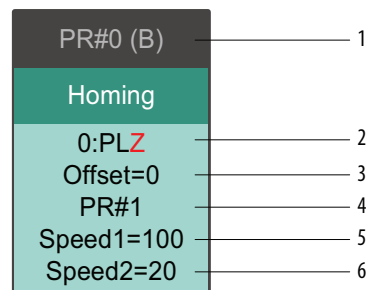 PR#0 (B) 1
Homing
0:PLZ 2
Offset=0 3
PR#1 4
Speed1=100 5
Speed2=20 6